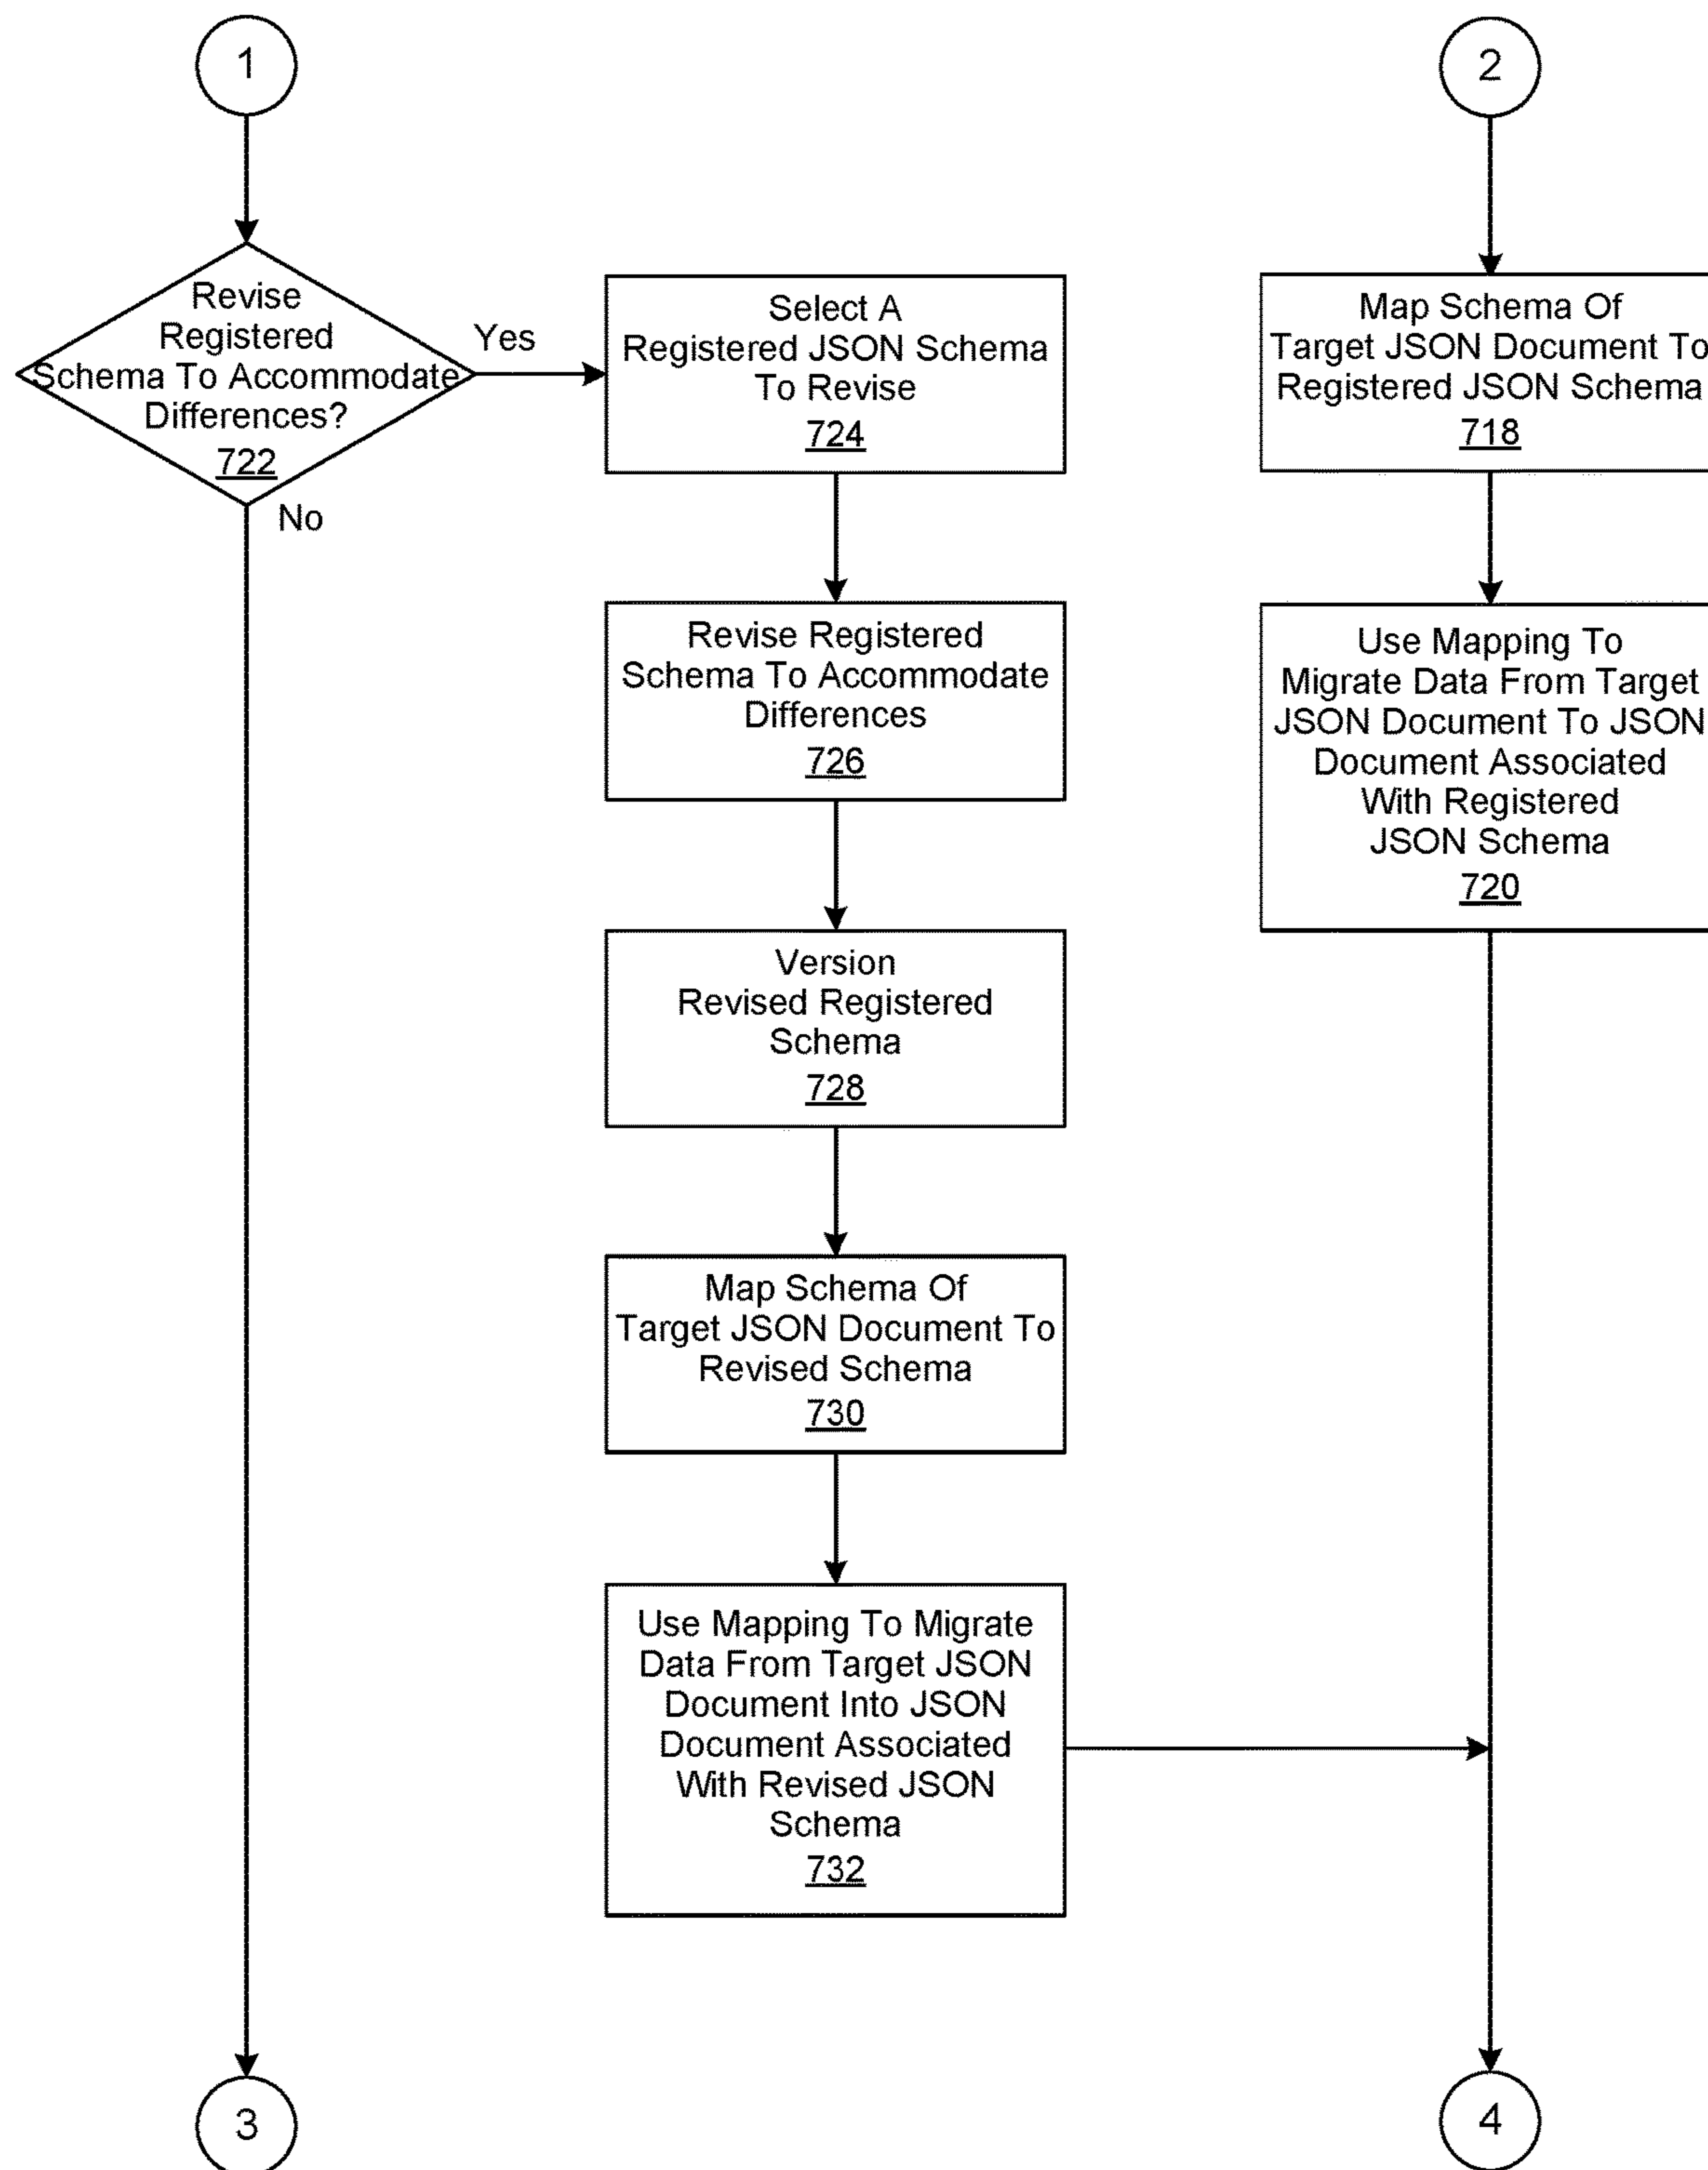 1
2
Revise
Registered
Schema To Accommodate
Differences?
722
Yes
No
Select A
Registered JSON Schema
To Revise
724
Map Schema Of
Target JSON Document To
Registered JSON Schema
718
Revise Registered
Schema To Accommodate
Differences
726
Use Mapping To
Migrate Data From Target
JSON Document To JSON
Document Associated
With Registered
JSON Schema
720
Version
Revised Registered
Schema
728
Map Schema Of
Target JSON Document To
Revised Schema
730
Use Mapping To Migrate
Data From Target JSON
Document Into JSON
Document Associated
With Revised JSON
Schema
732
3
4